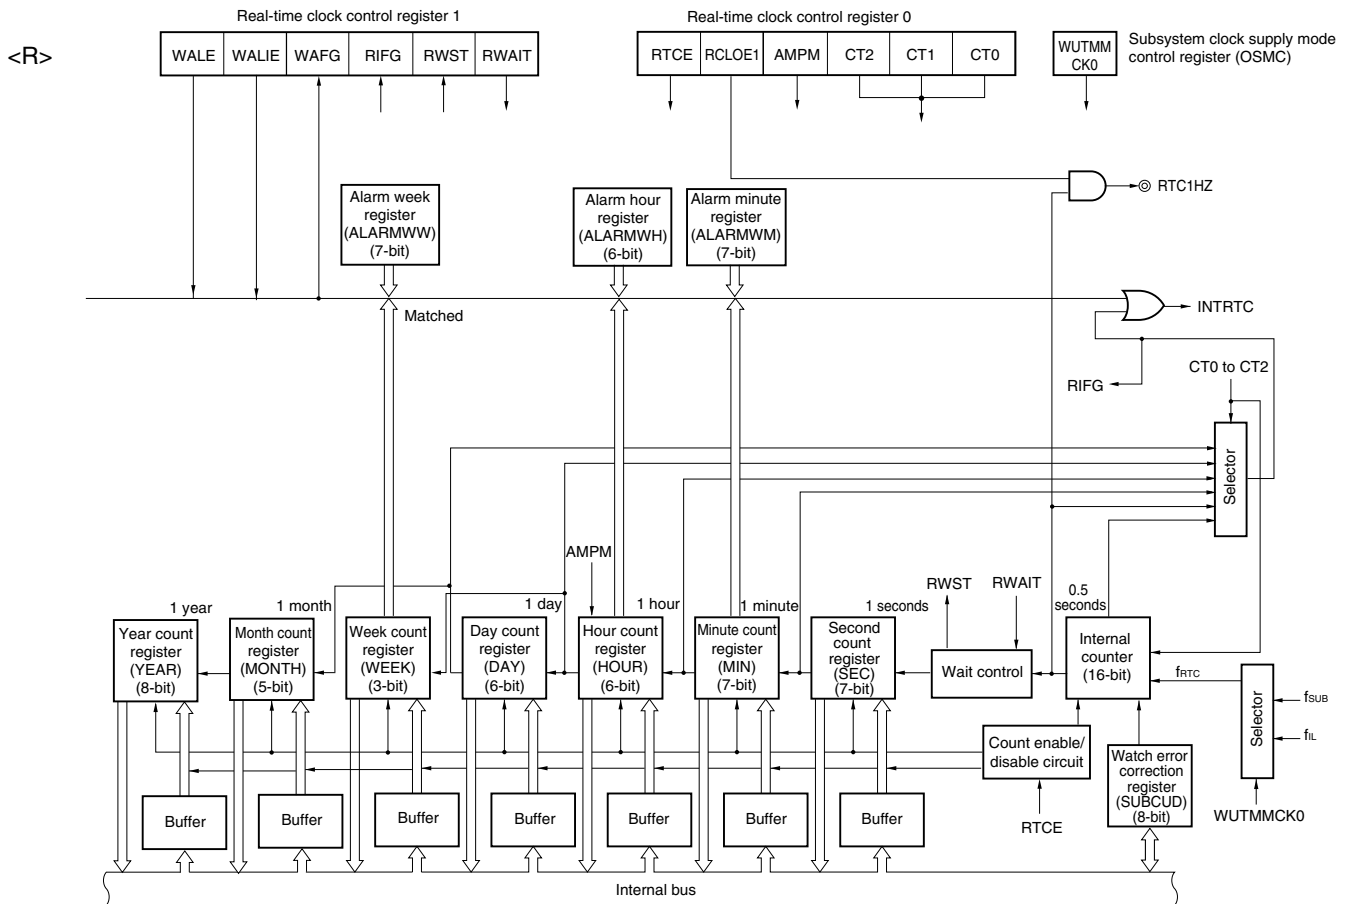 Real-time clock control register 1
Real-time clock control register 0
<R>
WALE WALIE WAFG RIFG RWST RWAIT
RTCE RCLOE1 AMPM CT2 CT1 CT0
WUTMM
CK0
Subsystem clock supply mode
control register (OSMC)
RTC1HZ
Alarm week
register
(ALARMWW)
(7-bit)
Alarm hour
register
(ALARMWH)
(6-bit)
Alarm minute
register
(ALARMWM)
(7-bit)
Matched
INTRTC
RIFG
CT0 to CT2
Selector
AMPM
RWST
RWAIT
0.5
seconds
1 year
1 month
1 day
1 hour
1 minute
1 seconds
Year count
register
(YEAR)
(8-bit)
Month count
register
(MONTH)
(5-bit)
Week count
register
(WEEK)
(3-bit)
Day count
register
(DAY)
(6-bit)
Hour count
register
(HOUR)
(6-bit)
Minute count
register
(MIN)
(7-bit)
Second
count
register
(SEC)
(7-bit)
Wait control
Internal
counter
(16-bit)
fRTC
Selector
fSUB
fIL
WUTMMCK0
Count enable/
disable circuit
RTCE
Watch error
correction
register
(SUBCUD)
(8-bit)
Buffer
Buffer
Buffer
Buffer
Buffer
Buffer
Buffer
Internal bus